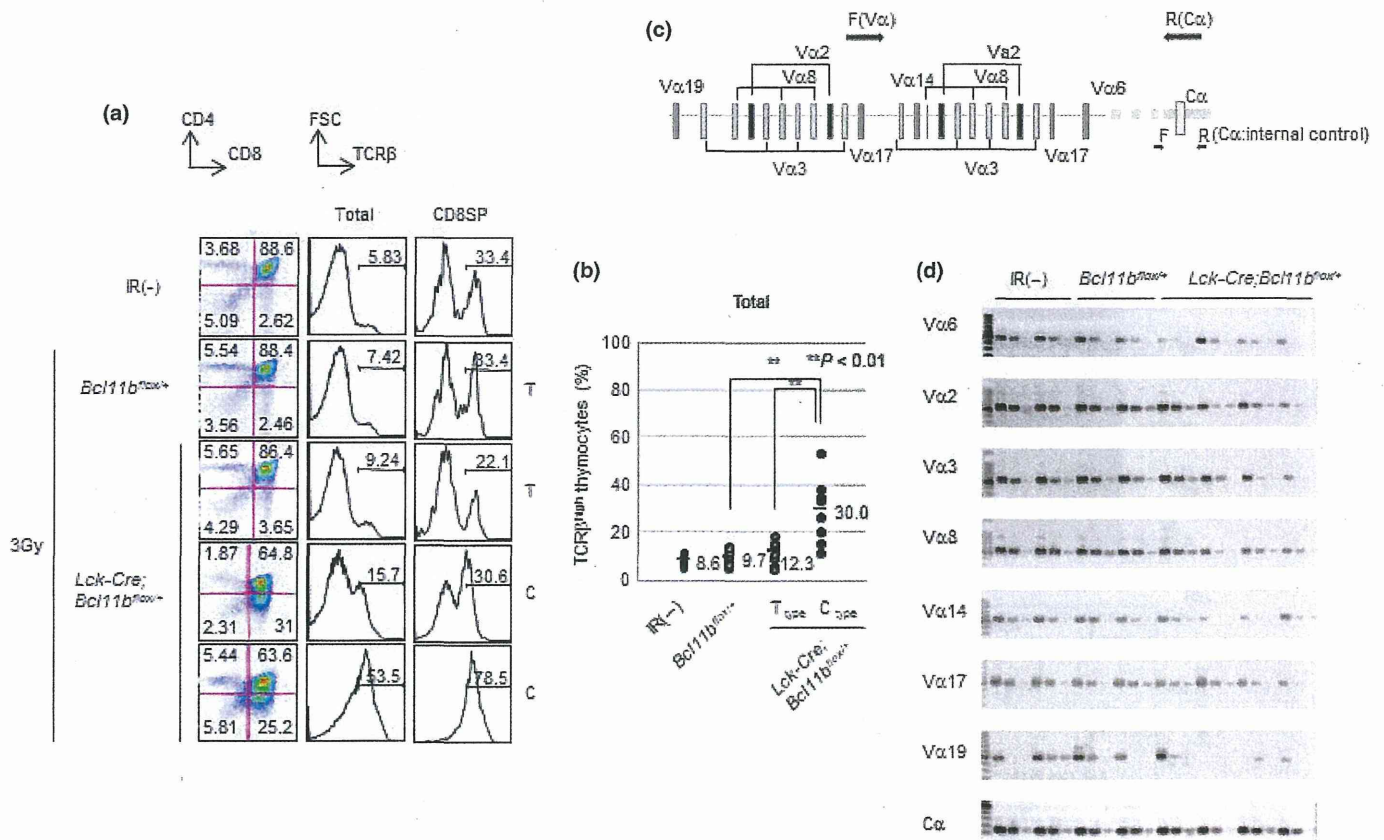 (a)
CD4
CD8
FSC
TCRβ
Total
CD8SP
IR(-)
3.68 88.6
5.09 2.62
5.83
33.4
3Gy
Bcl11b^flox/+
5.54 88.4
3.56 2.46
7.42
33.4
T
Lck-Cre;
Bcl11b^flox/+
5.65 86.4
4.29 3.65
9.24
22.1
T
1.87 64.8
2.31 31
15.7
30.6
C
5.44 63.6
5.81 25.2
53.5
78.5
C
(b)
Total
TCRβ^high thymocytes (%)
100
80
60
40
20
0
**
**P < 0.01
**
8.6
9.7
12.3
30.0
IR(−)
Bcl11b^flox/+
T type C type
Lck-Cre;
Bcl11b^flox/+
(c)
F(Vα)
R(Cα)
Vα2
Va2
Vα19
Vα8
Vα14
Vα8
Vα6
Cα
F
R
(Cα:internal control)
Vα3
Vα17
Vα3
Vα17
(d)
IR(−)
Bcl11b^flox/+
Lck-Cre;Bcl11b^flox/+
Vα6
Vα2
Vα3
Vα8
Vα14
Vα17
Vα19
Cα